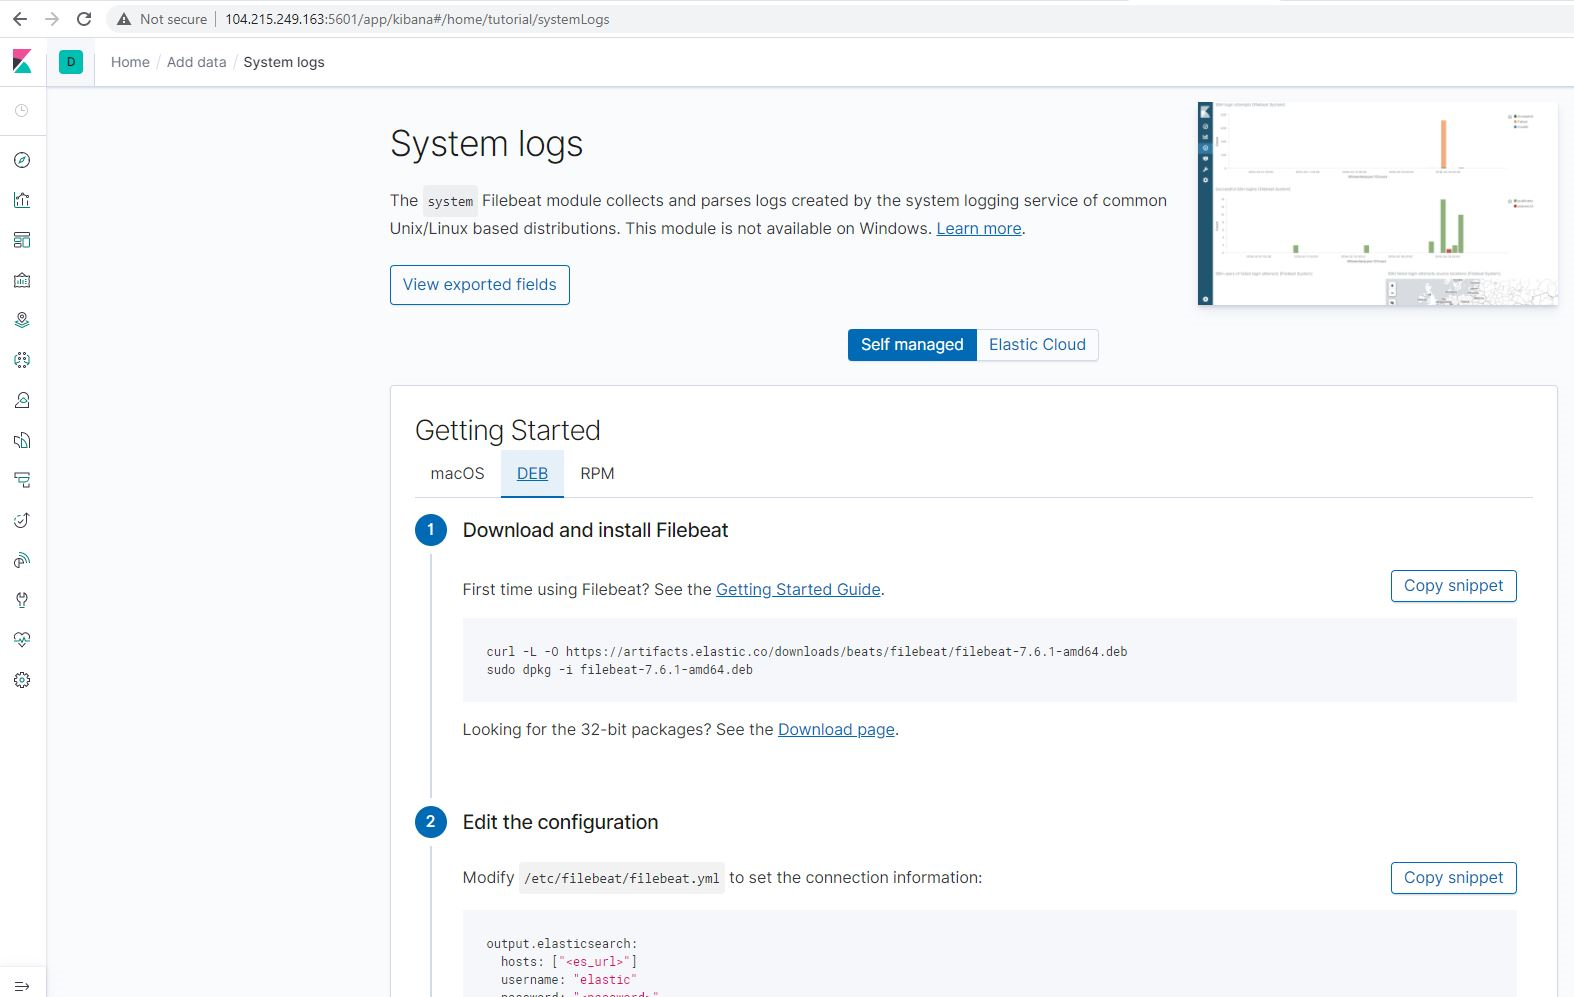 Not secure | 104.215.249.163:5601/app/kibana#/home/tutorial/systemLogs
D Home / Add data / System logs
System logs
The system Filebeat module collects and parses logs created by the system logging service of common
Unix/Linux based distributions. This module is not available on Windows. Learn more.
View exported fields
Self managed Elastic Cloud
Getting Started
macOS DEB RPM
1 Download and install Filebeat
First time using Filebeat? See the Getting Started Guide.
Copy snippet
curl -L -O https://artifacts.elastic.co/downloads/beats/filebeat/filebeat-7.6.1-amd64.deb
sudo dpkg -i filebeat-7.6.1-amd64.deb
Looking for the 32-bit packages? See the Download page.
2 Edit the configuration
Modify /etc/filebeat/filebeat.yml to set the connection information:
Copy snippet
output.elasticsearch:
hosts: ["<es_url>"]
username: "elastic"
password: "<password>"